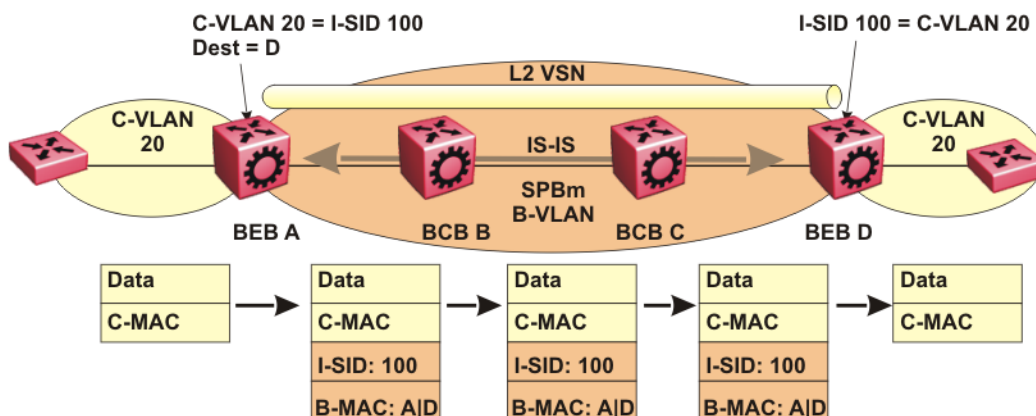 C-VLAN 20 = I-SID 100
Dest = D
I-SID 100 = C-VLAN 20
L2 VSN
C-VLAN
20
IS-IS
C-VLAN
20
SPBm
B-VLAN
BEB A
BCB B
BCB C
BEB D
Data
C-MAC
Data
C-MAC
I-SID: 100
B-MAC: A|D
Data
C-MAC
I-SID: 100
B-MAC: A|D
Data
C-MAC
I-SID: 100
B-MAC: A|D
Data
C-MAC